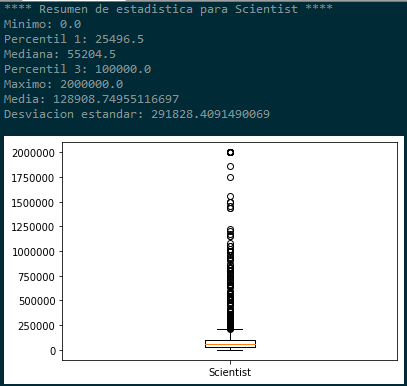 **** Resumen de estadistica para Scientist ****
Minimo: 0.0
Percentil 1: 25496.5
Mediana: 55204.5
Percentil 3: 100000.0
Maximo: 2000000.0
Media: 128908.74955116697
Desviacion estandar: 291828.4091490069
2000000
1750000
1500000
1250000
1000000
750000
500000
250000
0
Scientist